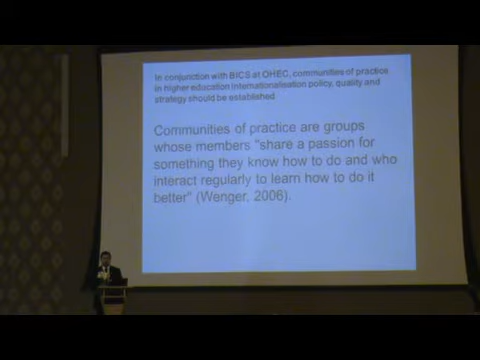 In conjunction with BICS at OHEC, communities of practice
in higher education internationalisation policy, quality and
strategy should be established
Communities of practice are groups
whose members "share a passion for
something they know how to do and who
interact regularly to learn how to do it
better" (Wenger, 2006).